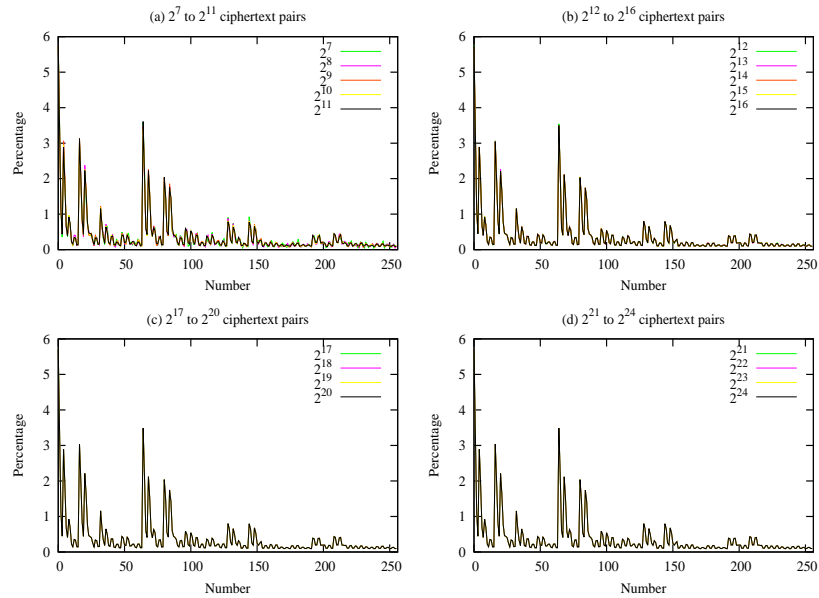 (a) 2^7 to 2^11 ciphertext pairs
6
5
4
3
2
1
0
Percentage
2^7
2^8
2^9
2^10
2^11
0 50 100 150 200 250
Number
(b) 2^12 to 2^16 ciphertext pairs
6
5
4
3
2
1
0
Percentage
2^12
2^13
2^14
2^15
2^16
0 50 100 150 200 250
Number
(c) 2^17 to 2^20 ciphertext pairs
6
5
4
3
2
1
0
Percentage
2^17
2^18
2^19
2^20
0 50 100 150 200 250
Number
(d) 2^21 to 2^24 ciphertext pairs
6
5
4
3
2
1
0
Percentage
2^21
2^22
2^23
2^24
0 50 100 150 200 250
Number